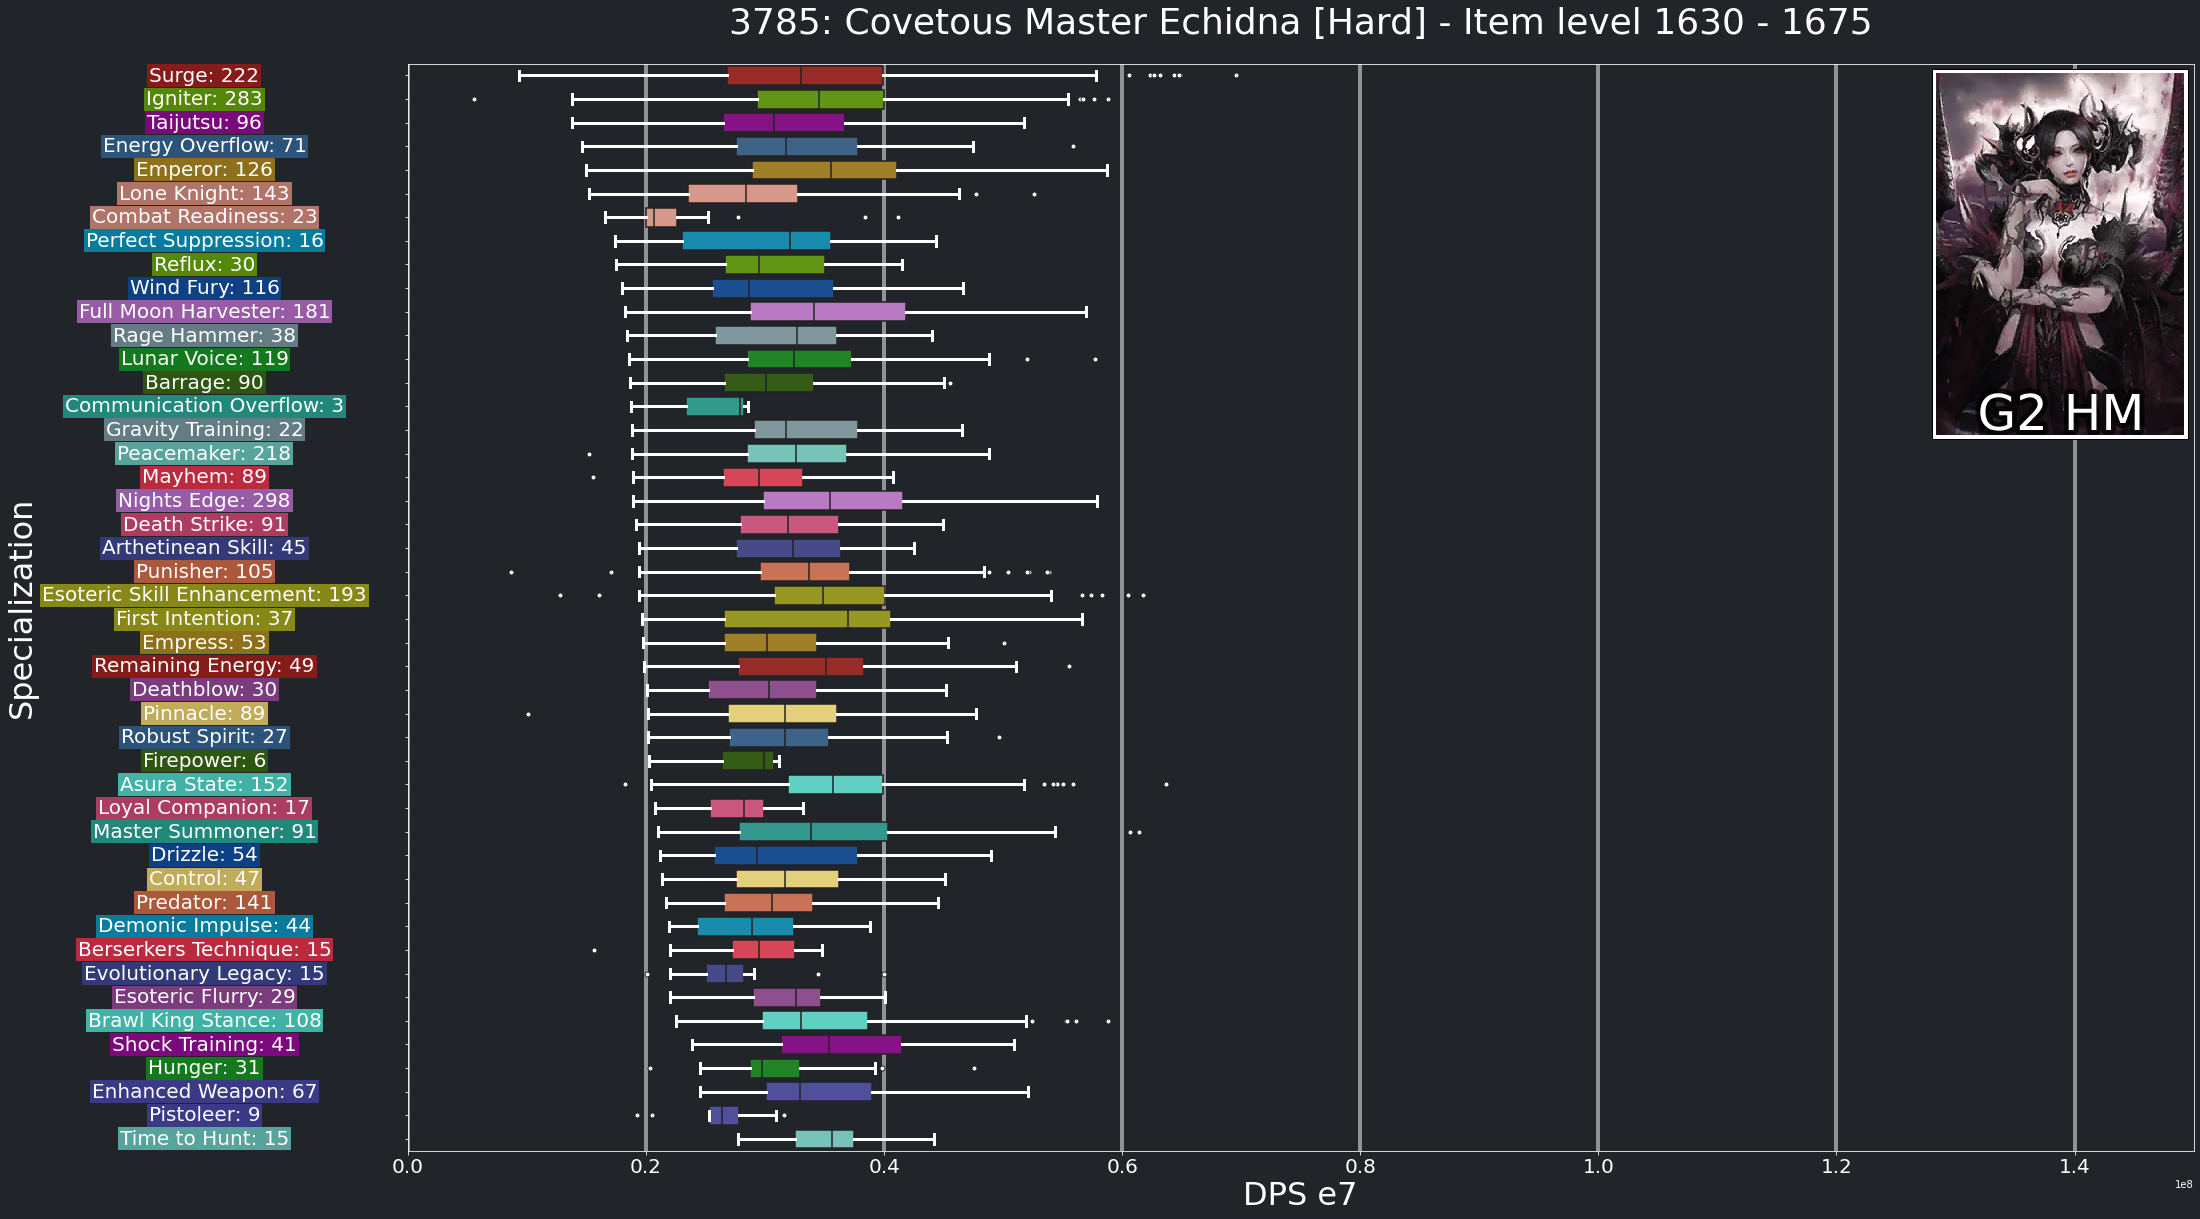 3785: Covetous Master Echidna [Hard] - Item level 1630 - 1675
Surge: 222
Igniter: 283
Taijutsu: 96
Energy Overflow: 71
Emperor: 126
Lone Knight: 143
Combat Readiness: 23
Perfect Suppression: 16
Reflux: 30
Wind Fury: 116
Full Moon Harvester: 181
Rage Hammer: 38
Lunar Voice: 119
Barrage: 90
Communication Overflow: 3
Gravity Training: 22
Peacemaker: 218
Mayhem: 89
Nights Edge: 298
Death Strike: 91
Arthetinean Skill: 45
Punisher: 105
Esoteric Skill Enhancement: 193
First Intention: 37
Empress: 53
Remaining Energy: 49
Deathblow: 30
Pinnacle: 89
Robust Spirit: 27
Firepower: 6
Asura State: 152
Loyal Companion: 17
Master Summoner: 91
Drizzle: 54
Control: 47
Predator: 141
Demonic Impulse: 44
Berserkers Technique: 15
Evolutionary Legacy: 15
Esoteric Flurry: 29
Brawl King Stance: 108
Shock Training: 41
Hunger: 31
Enhanced Weapon: 67
Pistoleer: 9
Time to Hunt: 15
Specialization
G2 HM
0.0 0.2 0.4 0.6 0.8 1.0 1.2 1.4
DPS e7
1e8